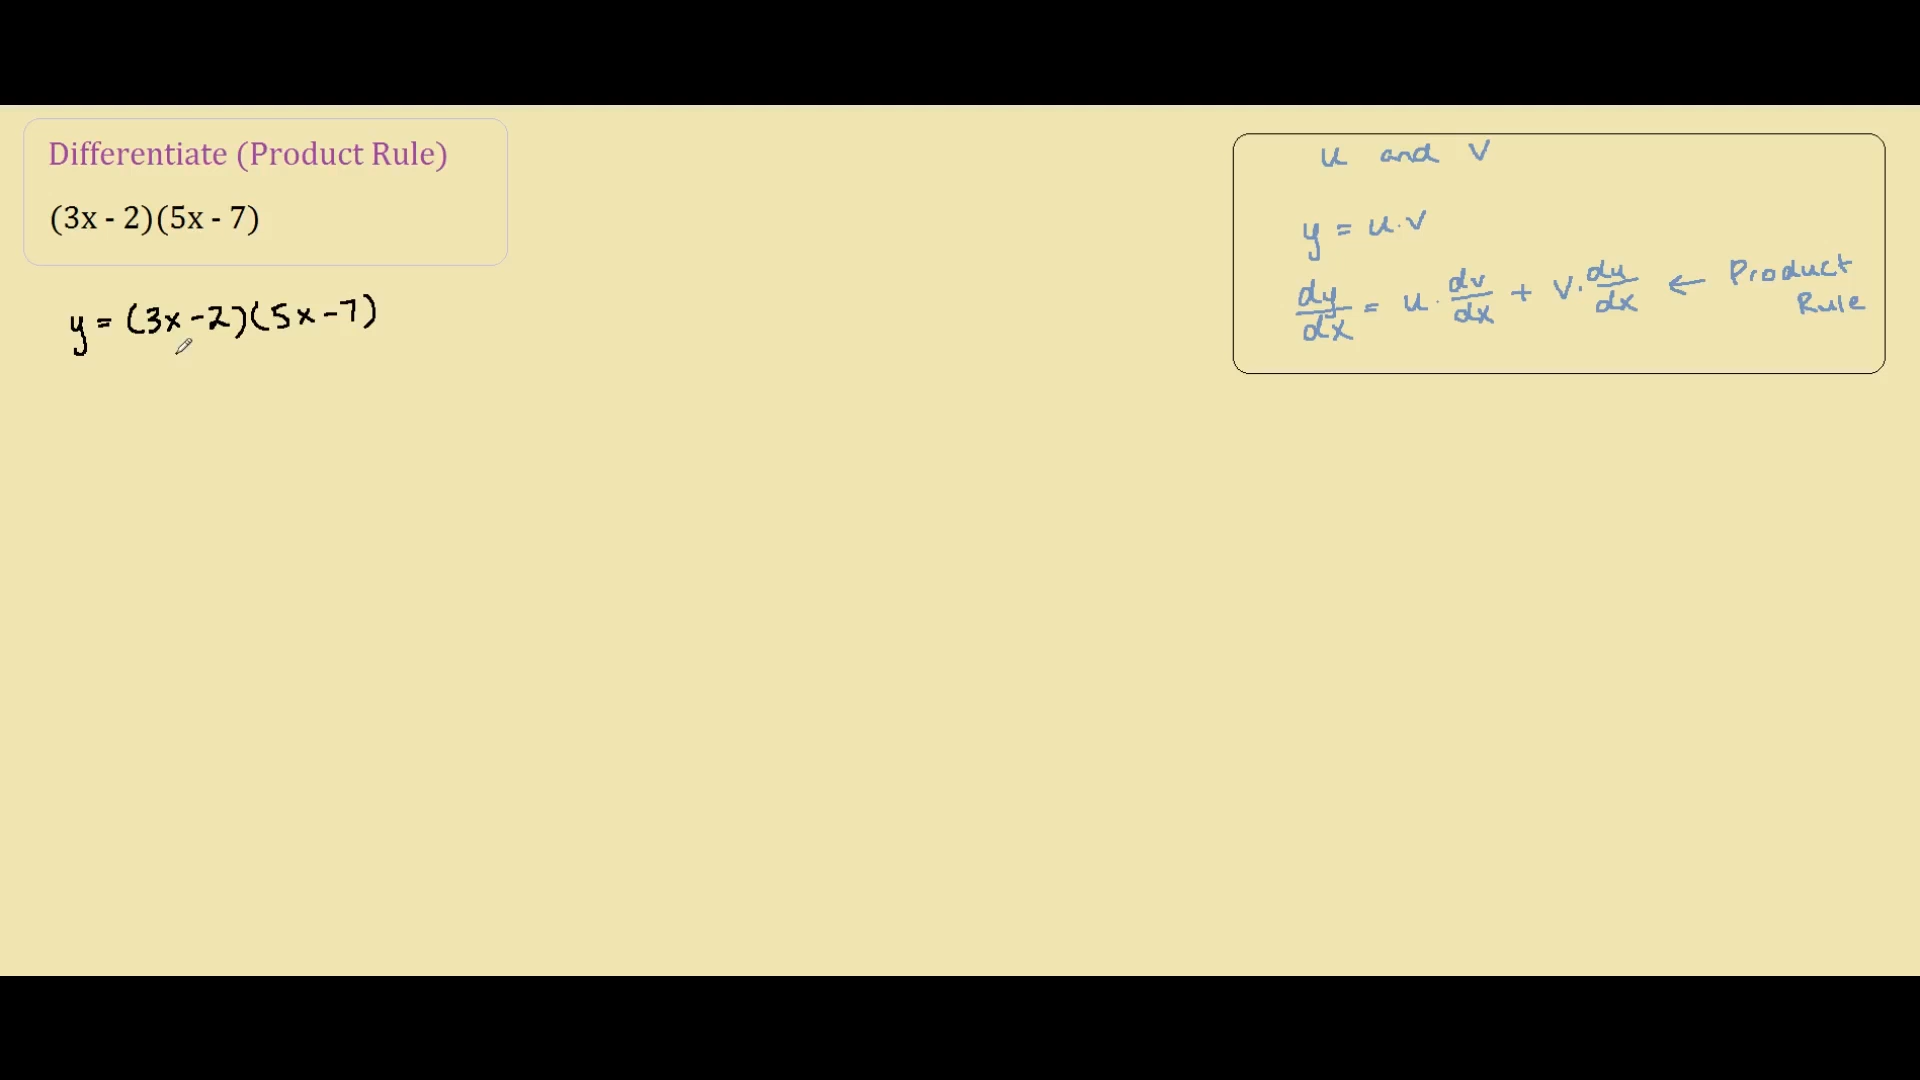 Differentiate (Product Rule)
(3x - 2)(5x - 7)
y = (3x - 2)(5x - 7)
u and v
y = u·v
dy/dx = u · dv/dx + v · du/dx ← Product Rule